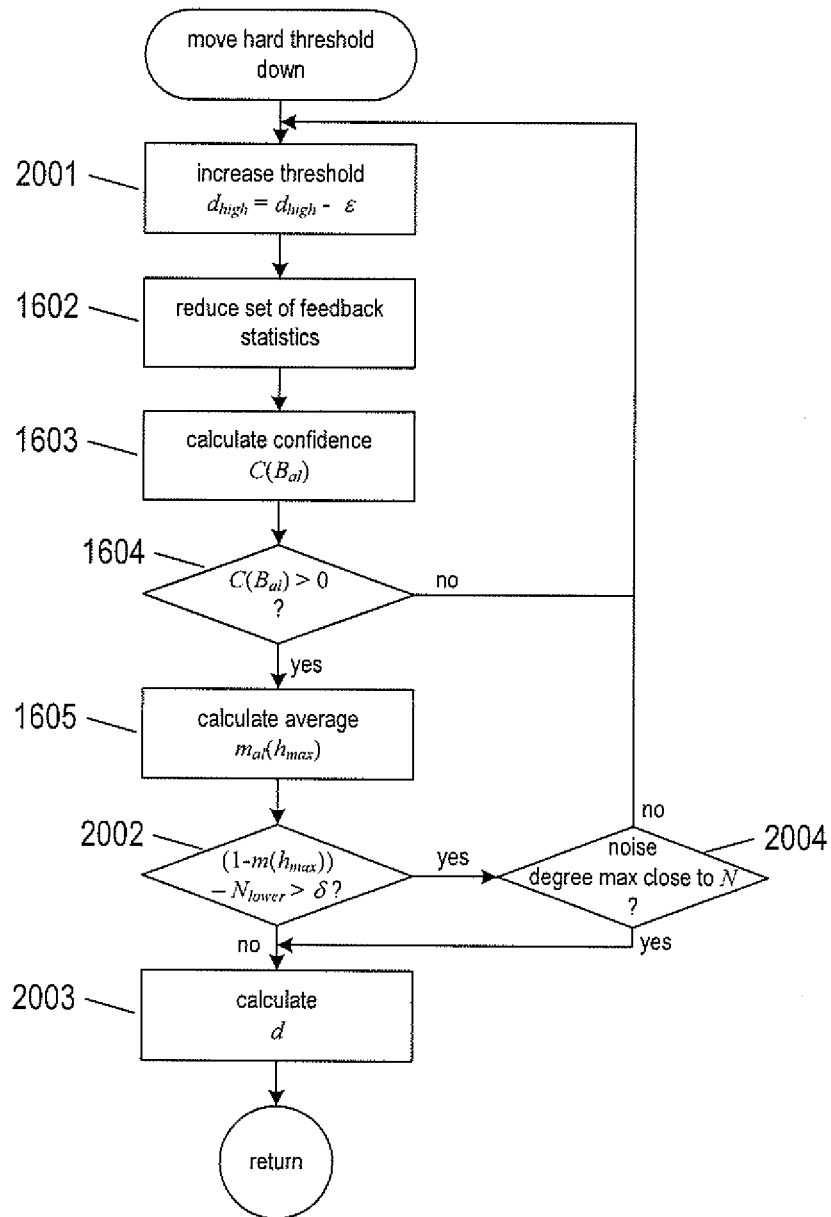 move hard threshold
down
2001
increase threshold
d_high = d_high - ε
1602
reduce set of feedback
statistics
1603
calculate confidence
C(B_al)
1604
C(B_al) > 0
?
no
yes
1605
calculate average
m_al(h_max)
2002
(1-m(h_max))
– N_lower > δ ?
yes
no
no
2004
noise
degree max close to N
?
yes
2003
calculate
d
return